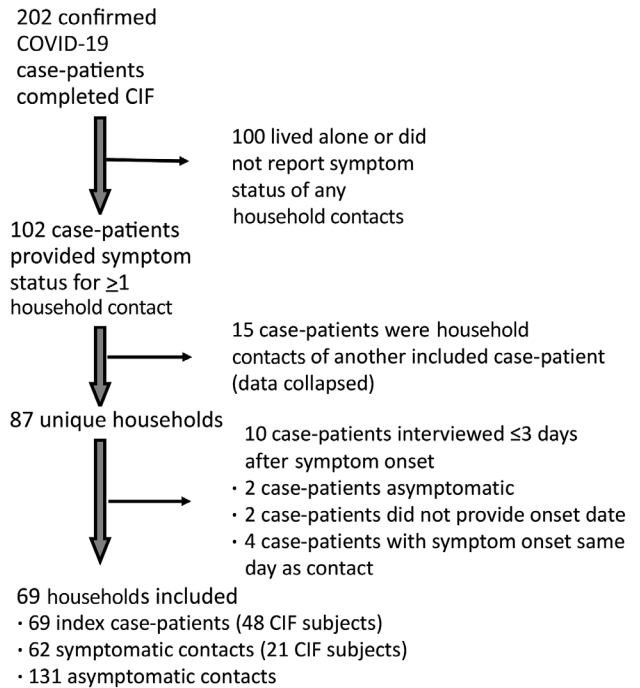 202 confirmed
COVID-19
case-patients
completed CIF
100 lived alone or did
not report symptom
status of any
household contacts
102 case-patients
provided symptom
status for ≥1
household contact
15 case-patients were household
contacts of another included case-patient
(data collapsed)
87 unique households
10 case-patients interviewed ≤3 days
after symptom onset
· 2 case-patients asymptomatic
· 2 case-patients did not provide onset date
· 4 case-patients with symptom onset same
day as contact
69 households included
· 69 index case-patients (48 CIF subjects)
· 62 symptomatic contacts (21 CIF subjects)
· 131 asymptomatic contacts